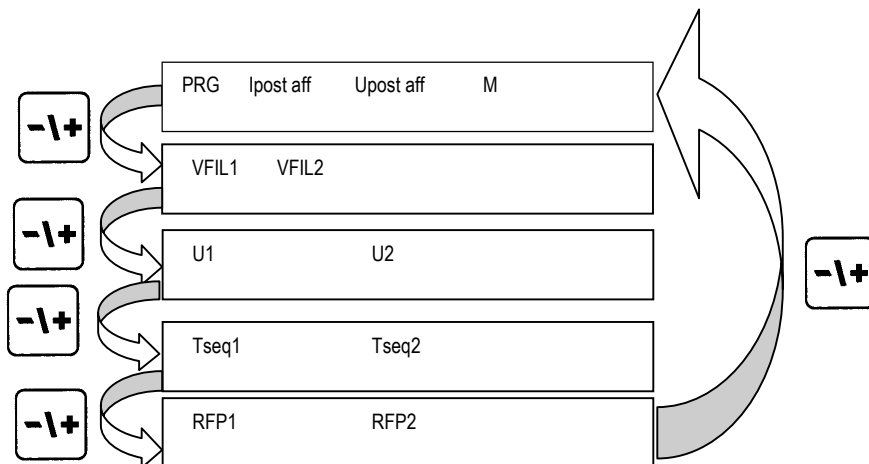 PRG Ipost aff Upost aff M
-\+
VFIL1 VFIL2
-\+
U1 U2
-\+
-\+
Tseq1 Tseq2
-\+
RFP1 RFP2